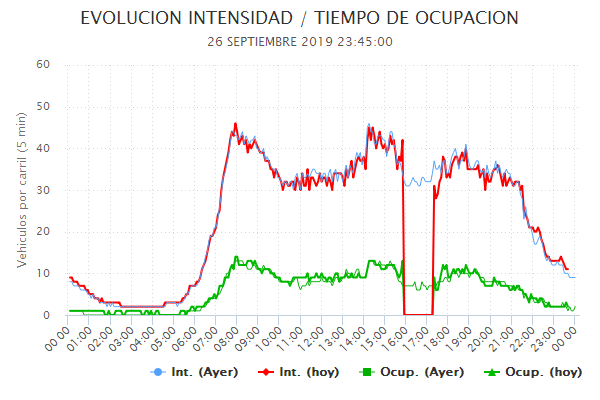 EVOLUCION INTENSIDAD / TIEMPO DE OCUPACION
26 SEPTIEMBRE 2019 23:45:00
Vehículos por carril (5 min)
60
50
40
30
20
10
0
00:00 01:00 02:00 03:00 04:00 05:00 06:00 07:00 08:00 09:00 10:00 11:00 12:00 13:00 14:00 15:00 16:00 17:00 18:00 19:00 20:00 21:00 22:00 23:00 00:00
Int. (Ayer) Int. (hoy) Ocup. (Ayer) Ocup. (hoy)